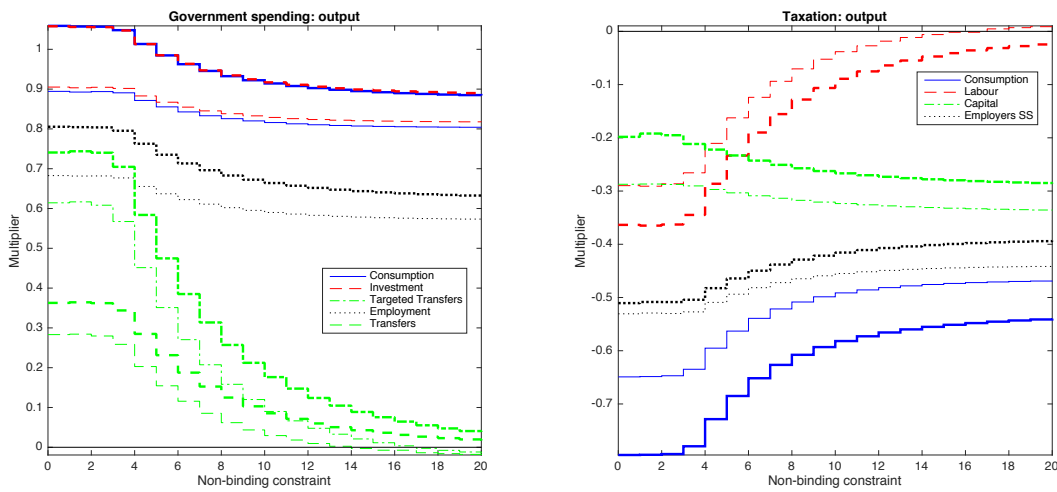 Government spending: output
Multiplier
1
0.9
0.8
0.7
0.6
0.5
0.4
0.3
0.2
0.1
0
Consumption
Investment
Targeted Transfers
Employment
Transfers
0 2 4 6 8 10 12 14 16 18 20
Non-binding constraint
Taxation: output
Multiplier
0
-0.1
-0.2
-0.3
-0.4
-0.5
-0.6
-0.7
Consumption
Labour
Capital
Employers SS
0 2 4 6 8 10 12 14 16 18 20
Non-binding constraint